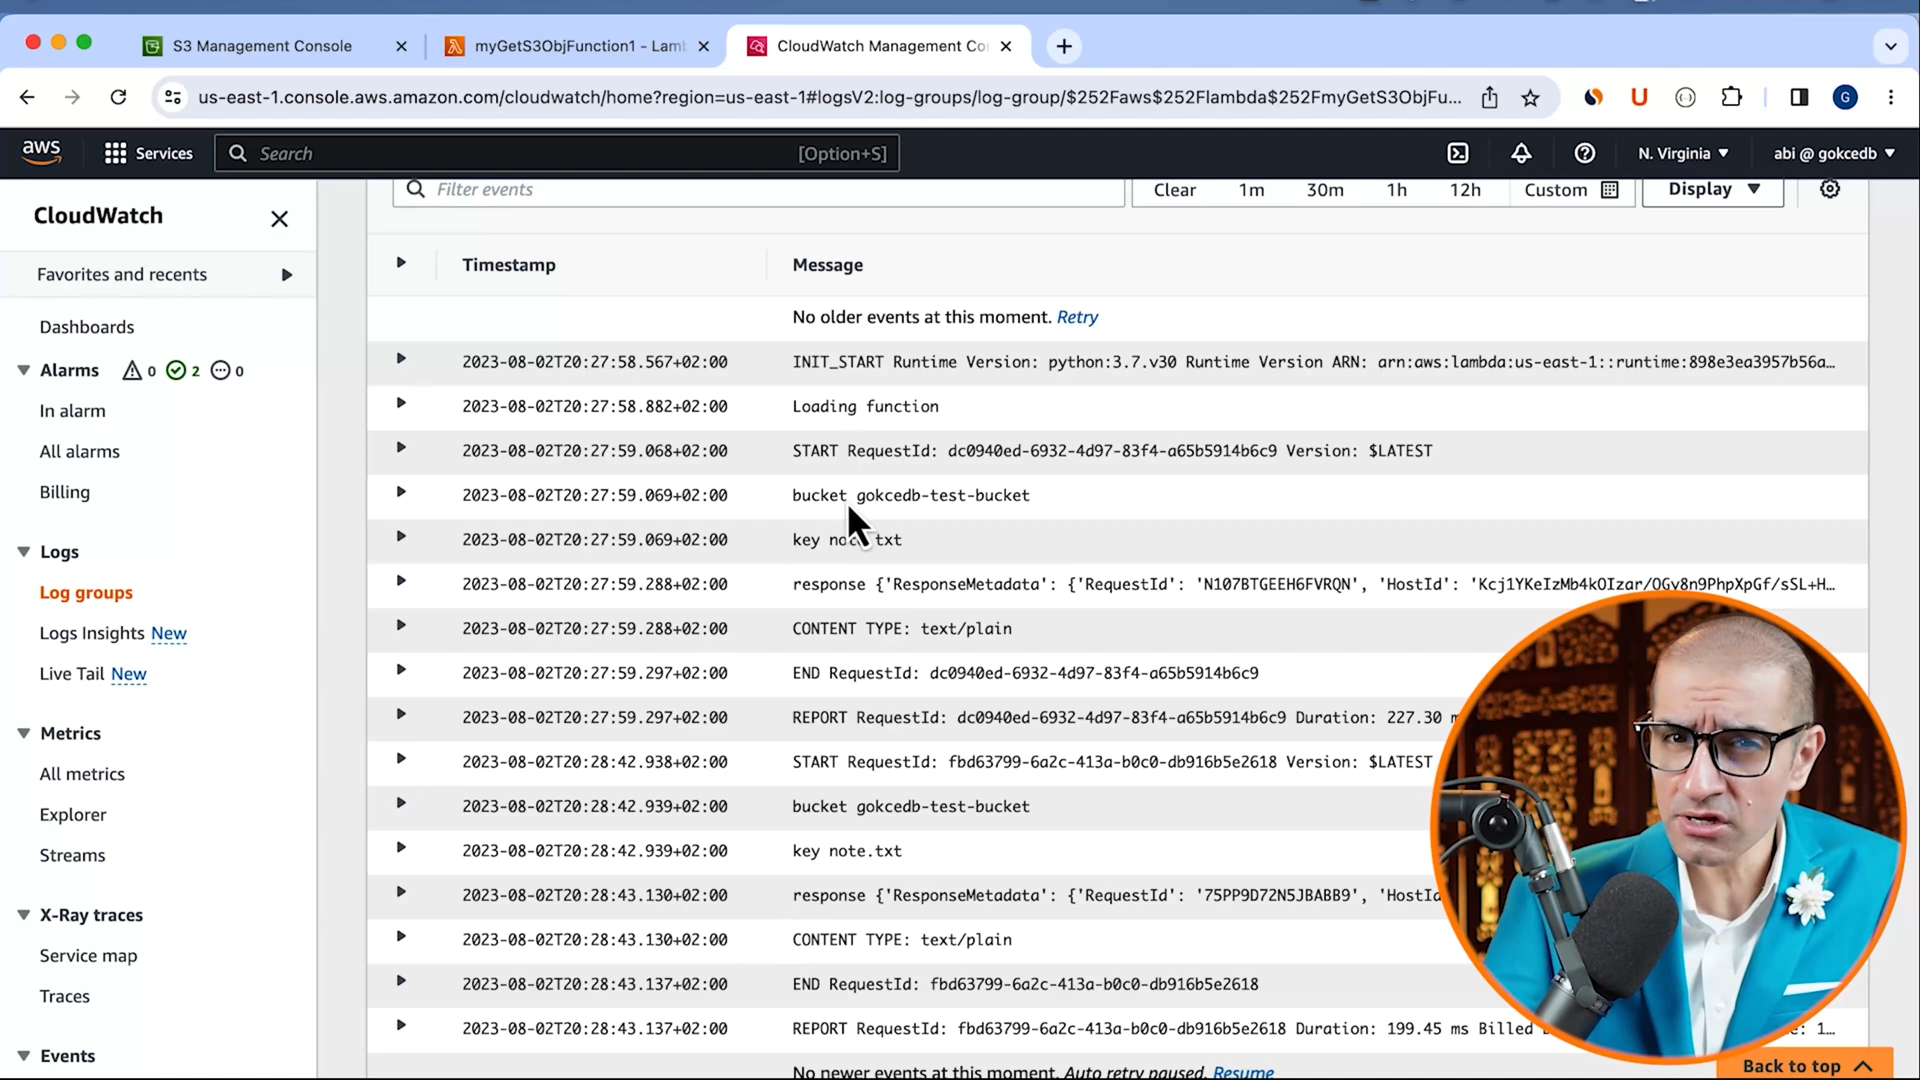 S3 Management Console
myGetS3ObjFunction1 - Lam
CloudWatch Management Co
us-east-1.console.aws.amazon.com/cloudwatch/home?region=us-east-1#logsV2:log-groups/log-group/$252Faws$252Flambda$252FmyGetS3ObjFu...
G
aws
Services
Search
[Option+S]
N. Virginia
abi @ gokcedb
CloudWatch
Favorites and recents
Dashboards
Alarms 0 2 0
In alarm
All alarms
Billing
Logs
Log groups
Logs Insights New
Live Tail New
Metrics
All metrics
Explorer
Streams
X-Ray traces
Service map
Traces
Events
Filter events
Clear 1m 30m 1h 12h Custom Display
Timestamp Message
No older events at this moment. Retry
2023-08-02T20:27:58.567+02:00 INIT_START Runtime Version: python:3.7.v30 Runtime Version ARN: arn:aws:lambda:us-east-1::runtime:898e3ea3957b56a...
2023-08-02T20:27:58.882+02:00 Loading function
2023-08-02T20:27:59.068+02:00 START RequestId: dc0940ed-6932-4d97-83f4-a65b5914b6c9 Version: $LATEST
2023-08-02T20:27:59.069+02:00 bucket gokcedb-test-bucket
2023-08-02T20:27:59.069+02:00 key note.txt
2023-08-02T20:27:59.288+02:00 response {'ResponseMetadata': {'RequestId': 'N107BTGEEH6FVRQN', 'HostId': 'Kcj1YKeIzMb4kOIzar/OGy8n9PhpXpGf/sSL+H...
2023-08-02T20:27:59.288+02:00 CONTENT TYPE: text/plain
2023-08-02T20:27:59.297+02:00 END RequestId: dc0940ed-6932-4d97-83f4-a65b5914b6c9
2023-08-02T20:27:59.297+02:00 REPORT RequestId: dc0940ed-6932-4d97-83f4-a65b5914b6c9 Duration: 227.30
2023-08-02T20:28:42.938+02:00 START RequestId: fbd63799-6a2c-413a-b0c0-db916b5e2618 Version: $LATEST
2023-08-02T20:28:42.939+02:00 bucket gokcedb-test-bucket
2023-08-02T20:28:42.939+02:00 key note.txt
2023-08-02T20:28:43.130+02:00 response {'ResponseMetadata': {'RequestId': '75PP9D7ZN5JBABB9', 'HostId
2023-08-02T20:28:43.130+02:00 CONTENT TYPE: text/plain
2023-08-02T20:28:43.137+02:00 END RequestId: fbd63799-6a2c-413a-b0c0-db916b5e2618
2023-08-02T20:28:43.137+02:00 REPORT RequestId: fbd63799-6a2c-413a-b0c0-db916b5e2618 Duration: 199.45 ms Billed 1...
No newer events at this moment. Auto retry paused. Resume
Back to top